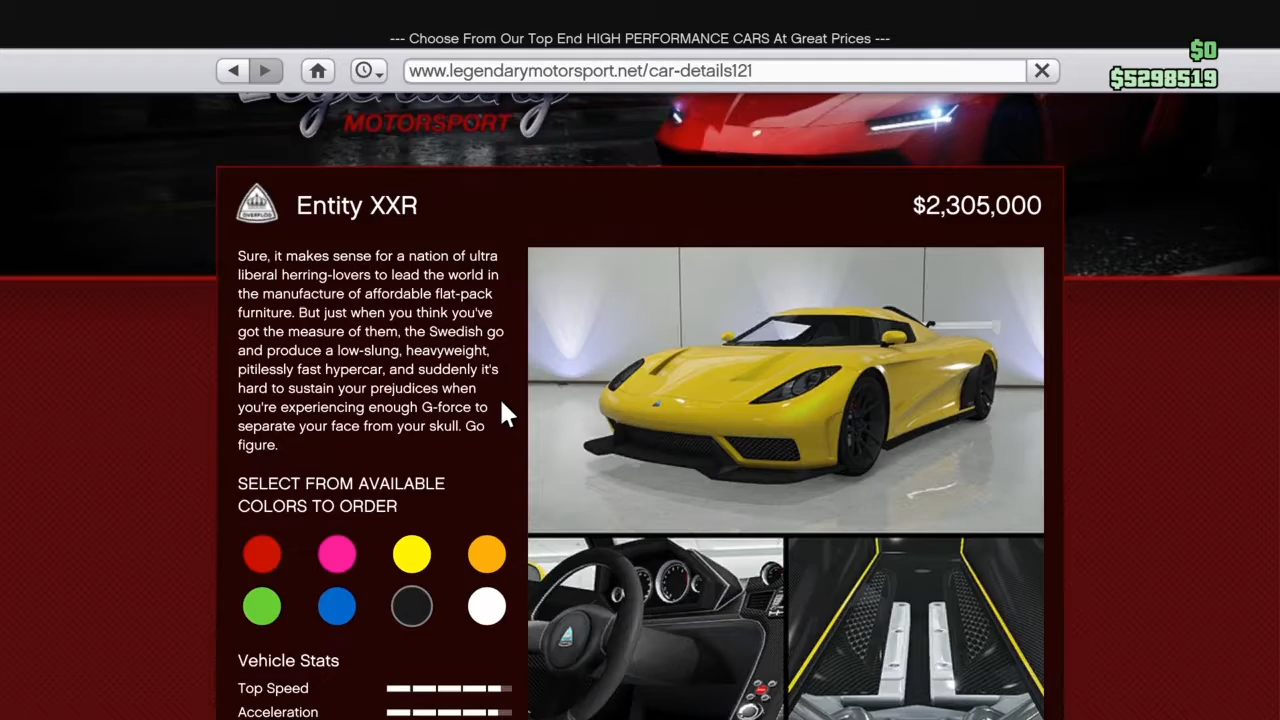 --- Choose From Our Top End HIGH PERFORMANCE CARS At Great Prices ---
$0
www.legendarymotorsport.net/car-details121
$5298519
Legendary
MOTORSPORT
OVERFLOD
Entity XXR
$2,305,000
Sure, it makes sense for a nation of ultra
liberal herring-lovers to lead the world in
the manufacture of affordable flat-pack
furniture. But just when you think you've
got the measure of them, the Swedish go
and produce a low-slung, heavyweight,
pitilessly fast hypercar, and suddenly it's
hard to sustain your prejudices when
you're experiencing enough G-force to
separate your face from your skull. Go
figure.
SELECT FROM AVAILABLE
COLORS TO ORDER
Vehicle Stats
Top Speed
Acceleration